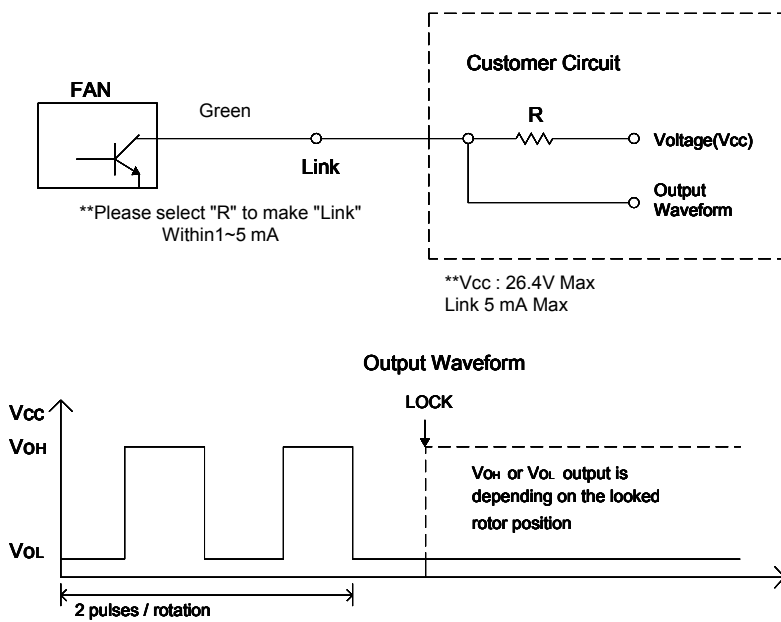 Customer Circuit
FAN
Green
R
Voltage(Vcc)
Link
Output
Waveform
**Please select "R" to make "Link"
Within1~5 mA
**Vcc : 26.4V Max
Link 5 mA Max
Output Waveform
LOCK
Vcc
VOH
VOH or VOL output is
depending on the looked
rotor position
VOL
2 pulses / rotation